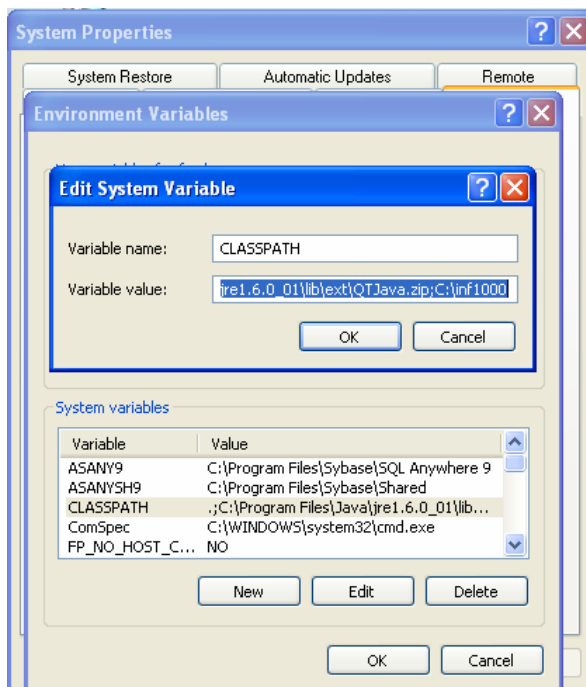 System Properties
System Restore Automatic Updates Remote
Environment Variables
Edit System Variable
Variable name: CLASSPATH
Variable value: jre1.6.0_01\lib\ext\QTJava.zip;C:\inf1000
OK Cancel
System variables
Variable Value
ASANY9 C:\Program Files\Sybase\SQL Anywhere 9
ASANYSH9 C:\Program Files\Sybase\Shared
CLASSPATH .;C:\Program Files\Java\jre1.6.0_01\lib...
ComSpec C:\WINDOWS\system32\cmd.exe
FP_NO_HOST_C... NO
New Edit Delete
OK Cancel